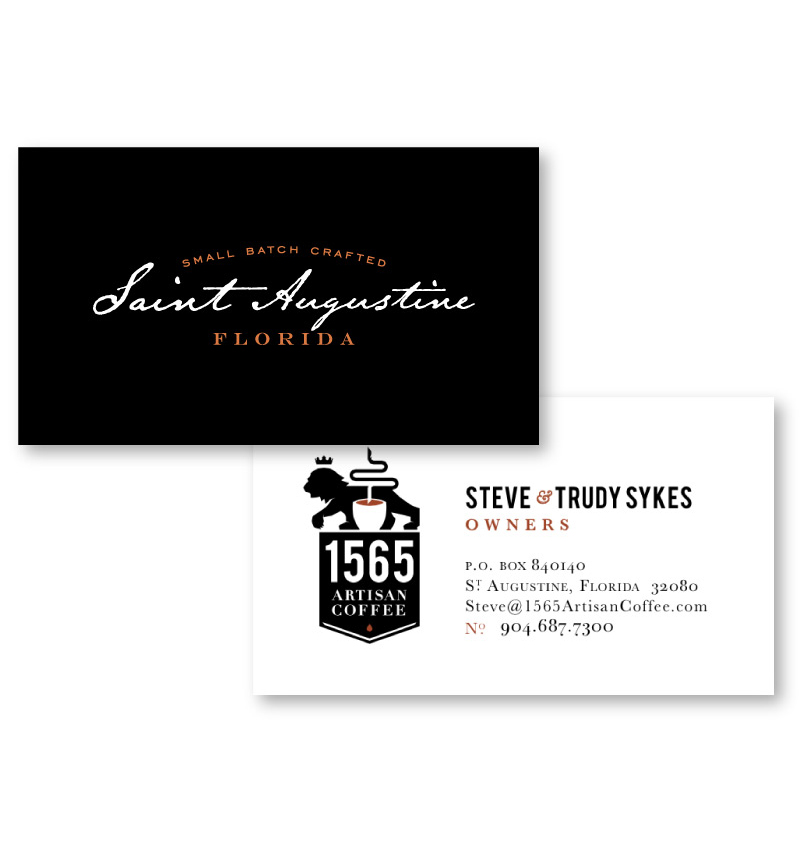 SMALL BATCH CRAFTED
Saint Augustine
FLORIDA
1565
ARTISAN
COFFEE
STEVE & TRUDY SYKES
OWNERS
P.O. BOX 840140
ST AUGUSTINE, FLORIDA 32080
Steve@1565ArtisanCoffee.com
No 904.687.7300